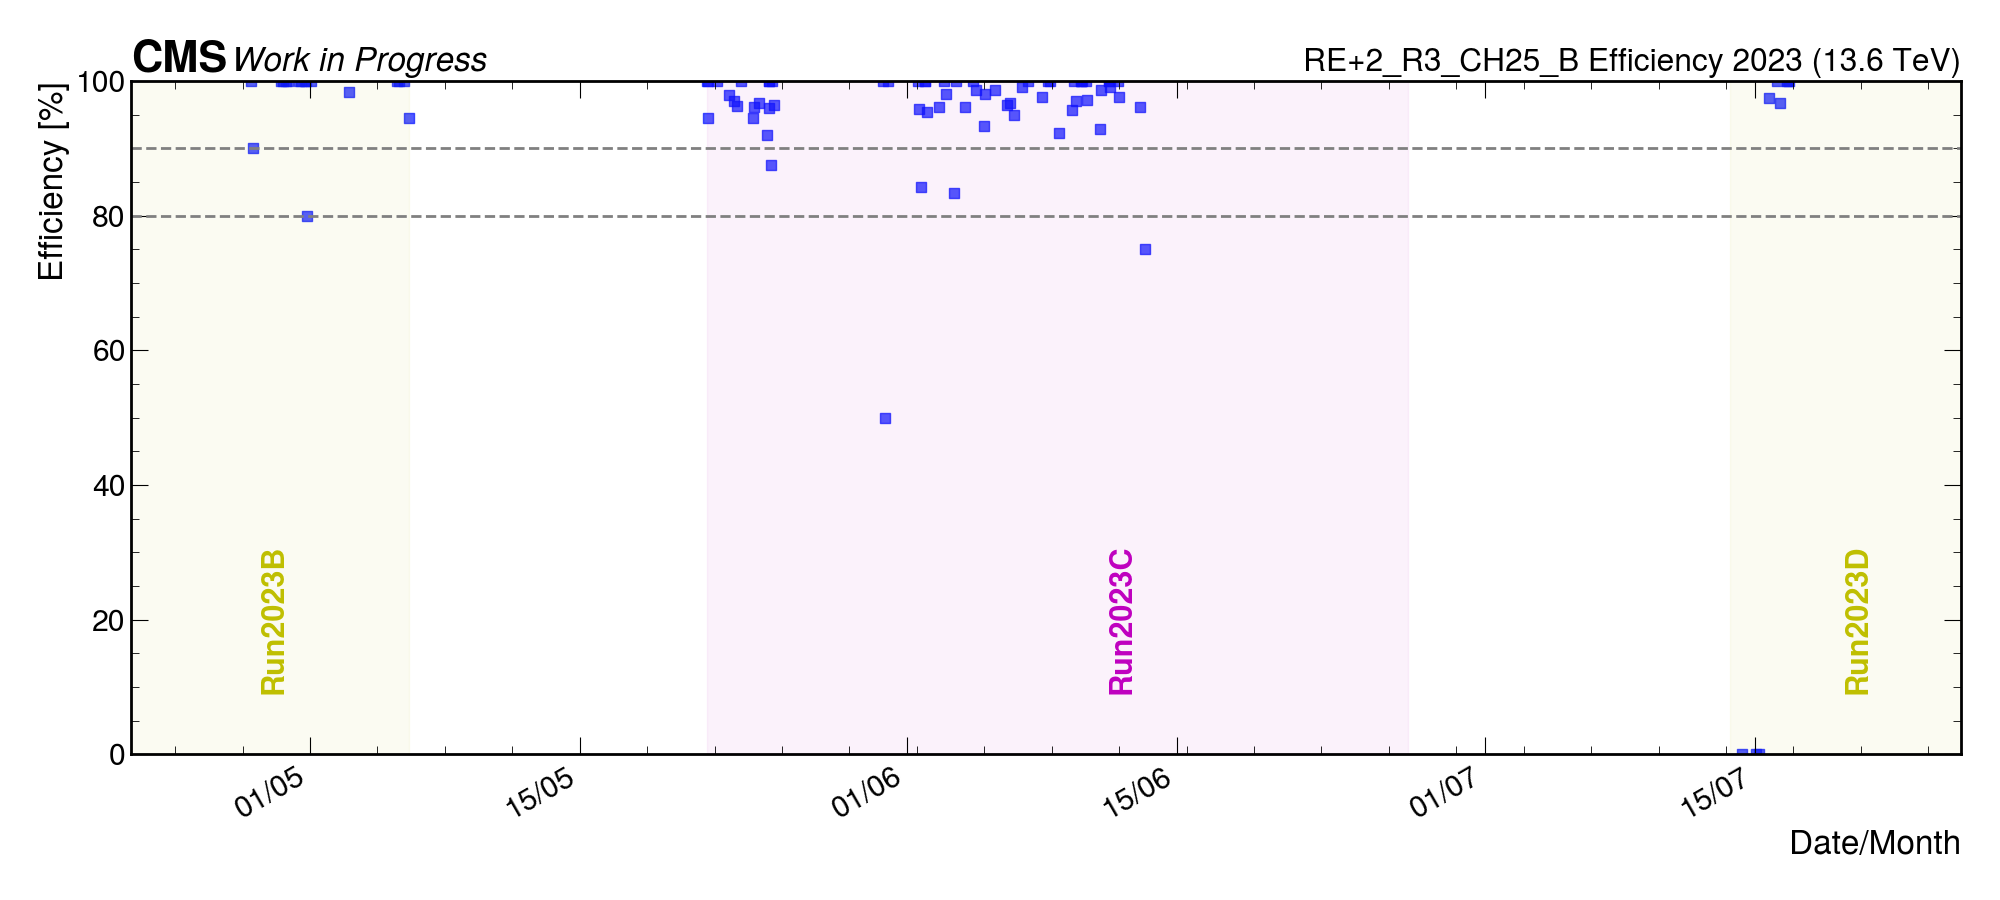 CMS Work in Progress
RE+2_R3_CH25_B Efficiency 2023 (13.6 TeV)
Efficiency [%]
100
80
60
40
20
0
Run2023B
Run2023C
Run2023D
01/05
15/05
01/06
15/06
01/07
15/07
Date/Month